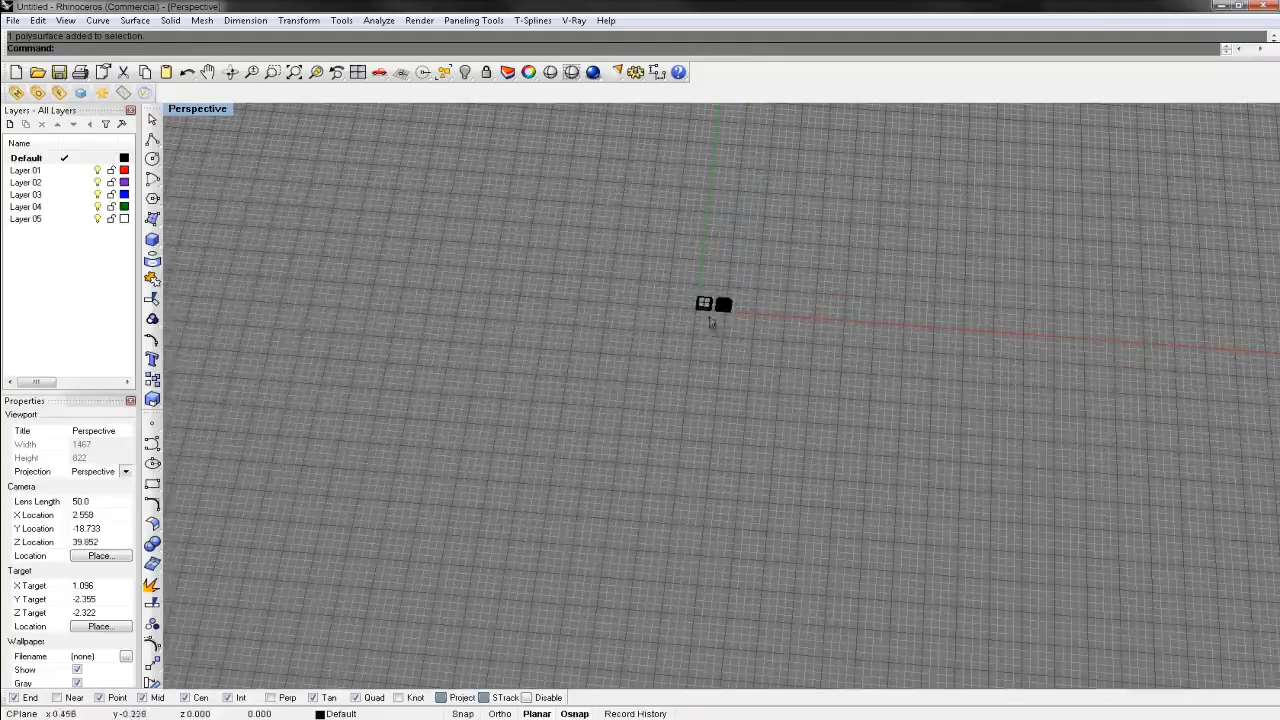 Untitled - Rhinoceros (Commercial) - [Perspective]
File Edit View Curve Surface Solid Mesh Dimension Transform Tools Analyze Render Paneling Tools T-Splines V-Ray Help
1 polysurface added to selection.
Command:
Layers - All Layers
Perspective
Name
Default
Layer 01
Layer 02
Layer 03
Layer 04
Layer 05
Properties
Viewport
Title Perspective
Width 1467
Height 822
Projection Perspective
Camera
Lens Length 50.0
X Location 2.558
Y Location -18.733
Z Location 39.852
Location Place...
Target
X Target 1.096
Y Target -2.355
Z Target -2.322
Location Place...
Wallpaper
Filename (none) ...
Show
Gray
End Near Point Mid Cen Int Perp Tan Quad Knot Project STrack Disable
CPlane x 0.456 y -0.226 z 0.000 0.000 Default Snap Ortho Planar Osnap Record History